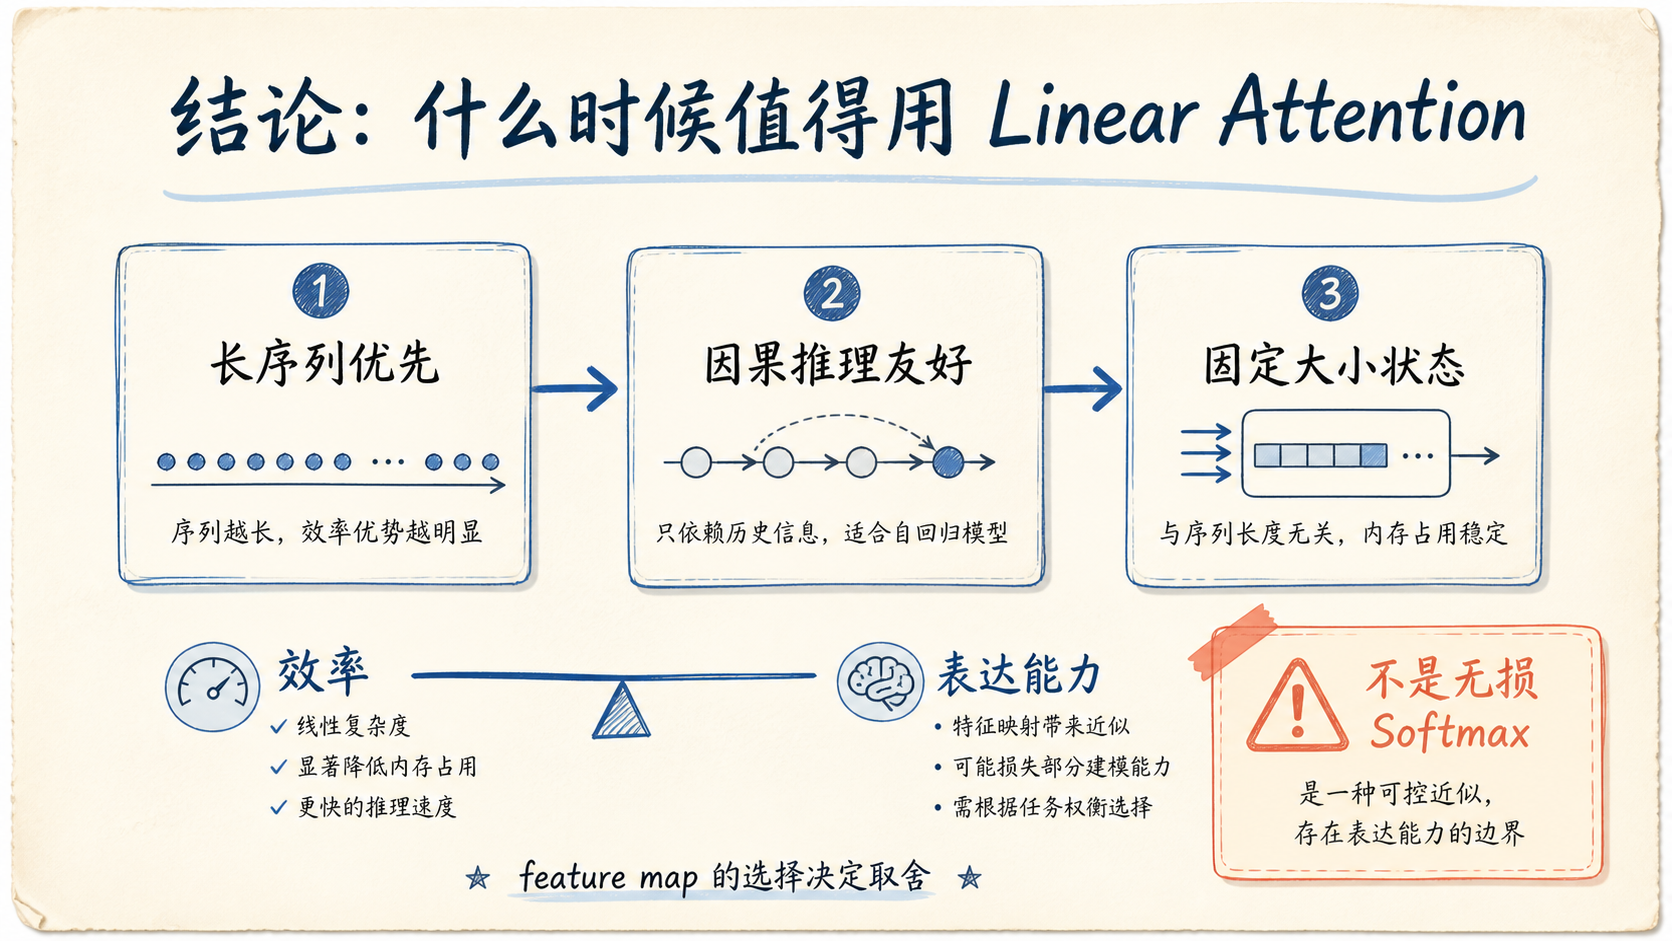 结论：什么时候值得用 Linear Attention
1
长序列优先
序列越长，效率优势越明显
2
因果推理友好
只依赖历史信息，适合自回归模型
3
因定大小状态
与序列长度无关，内存占用稳定
效率
✓ 线性复杂度
✓ 显著降低内存占用
✓ 更快的推理速度
表达能力
• 特征映射带来近似
• 可能损失部分建模能力
• 需根据任务权衡选择
不是无损
Softmax
是一种可控近似，
存在表达能力的边界
feature map 的选择决定取舍